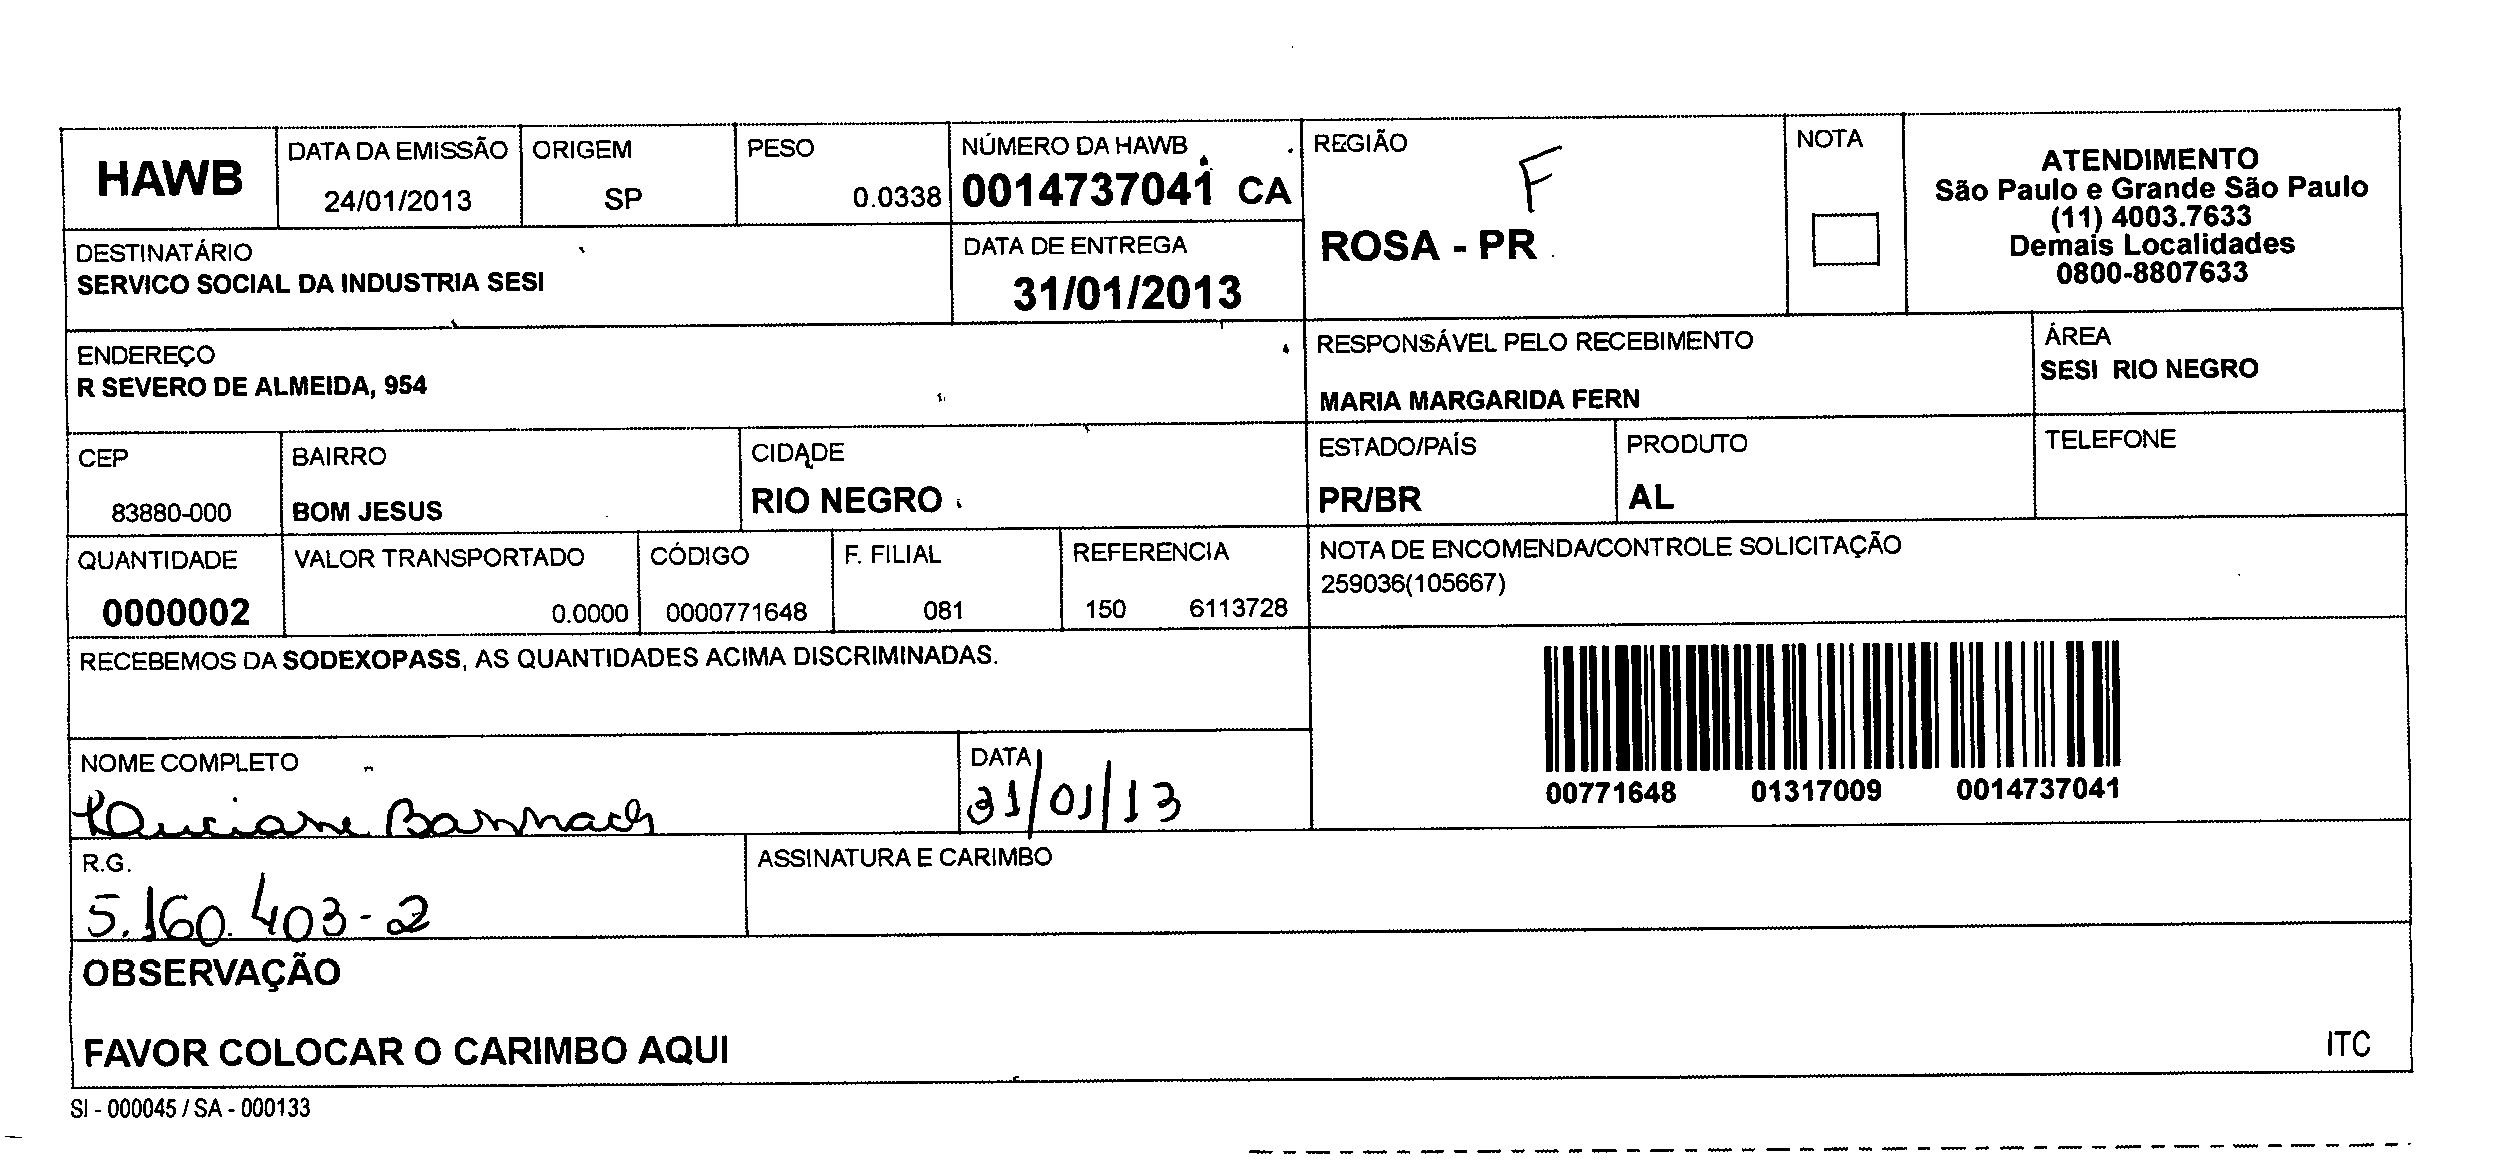 HAWB
DATA DA EMISSÃO
24/01/2013
ORIGEM
SP
PESO
0.0338
NÚMERO DA HAWB
0014737041 CA
REGIÃO
F
ROSA - PR
NOTA
ATENDIMENTO
São Paulo e Grande São Paulo
(11) 4003.7633
Demais Localidades
0800-8807633
DESTINATÁRIO
SERVICO SOCIAL DA INDUSTRIA SESI
DATA DE ENTREGA
31/01/2013
ENDEREÇO
R SEVERO DE ALMEIDA, 954
RESPONSÁVEL PELO RECEBIMENTO
MARIA MARGARIDA FERN
ÁREA
SESI RIO NEGRO
CEP
83880-000
BAIRRO
BOM JESUS
CIDADE
RIO NEGRO
ESTADO/PAÍS
PR/BR
PRODUTO
AL
TELEFONE
QUANTIDADE
0000002
VALOR TRANSPORTADO
0.0000
CÓDIGO
0000771648
F. FILIAL
081
REFERENCIA
150 6113728
NOTA DE ENCOMENDA/CONTROLE SOLICITAÇÃO
259036(105667)
RECEBEMOS DA SODEXOPASS, AS QUANTIDADES ACIMA DISCRIMINADAS.
00771648 01317009 0014737041
NOME COMPLETO
DATA
31/01/13
R.G.
5.160.403-2
ASSINATURA E CARIMBO
OBSERVAÇÃO
FAVOR COLOCAR O CARIMBO AQUI
ITC
SI - 000045 / SA - 000133